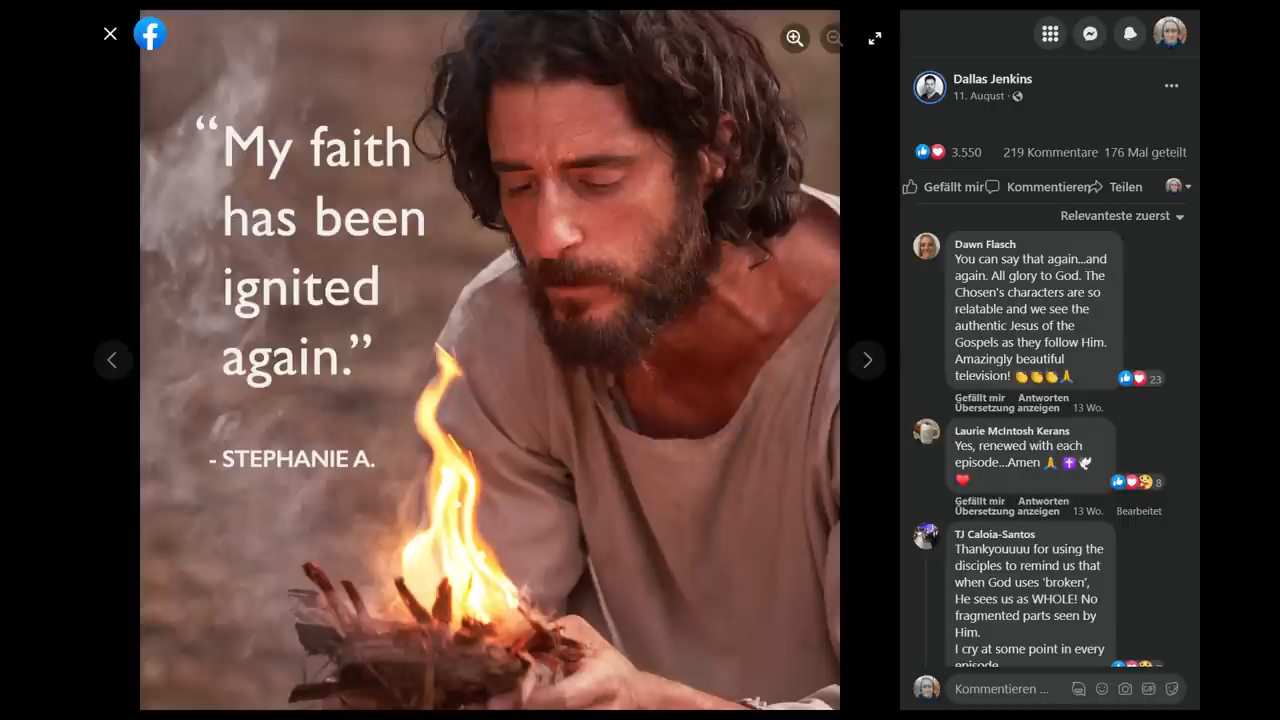 “My faith
has been
ignited
again.”
- STEPHANIE A.
Dallas Jenkins
11. August ·
3.550 219 Kommentare 176 Mal geteilt
Gefällt mir Kommentieren Teilen
Relevanteste zuerst
Dawn Flasch
You can say that again...and
again. All glory to God. The
Chosen's characters are so
relatable and we see the
authentic Jesus of the
Gospels as they follow Him.
Amazingly beautiful
television! 👏👏👏🙏
23
Gefällt mir Antworten
Übersetzung anzeigen 13 Wo.
Laurie McIntosh Kerans
Yes, renewed with each
episode...Amen 🙏 ✝️🕊
❤️
8
Gefällt mir Antworten
Übersetzung anzeigen 13 Wo. Bearbeitet
TJ Caloia-Santos
Thankyouuuu for using the
disciples to remind us that
when God uses 'broken',
He sees us as WHOLE! No
fragmented parts seen by
Him.
I cry at some point in every
episode
Kommentieren ...
GIF